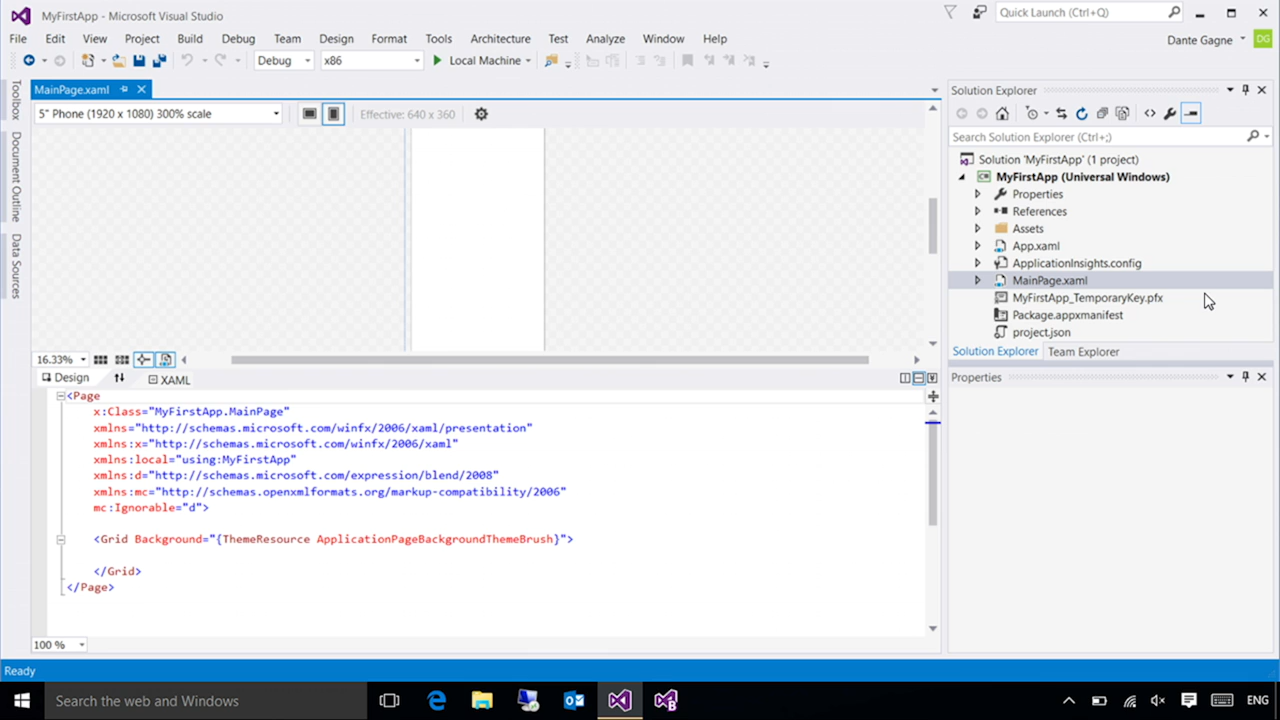 MyFirstApp - Microsoft Visual Studio
Quick Launch (Ctrl+Q)
File Edit View Project Build Debug Team Design Format Tools Architecture Test Analyze Window Help
Dante Gagne DG
Debug x86 Local Machine
MainPage.xaml
5" Phone (1920 x 1080) 300% scale
Effective: 640 x 360
Toolbox
Document Outline
Data Sources
16.33%
Design XAML
<Page
x:Class="MyFirstApp.MainPage"
xmlns="http://schemas.microsoft.com/winfx/2006/xaml/presentation"
xmlns:x="http://schemas.microsoft.com/winfx/2006/xaml"
xmlns:local="using:MyFirstApp"
xmlns:d="http://schemas.microsoft.com/expression/blend/2008"
xmlns:mc="http://schemas.openxmlformats.org/markup-compatibility/2006"
mc:Ignorable="d">
<Grid Background="{ThemeResource ApplicationPageBackgroundThemeBrush}">
</Grid>
</Page>
100 %
Solution Explorer
Search Solution Explorer (Ctrl+;)
Solution 'MyFirstApp' (1 project)
MyFirstApp (Universal Windows)
Properties
References
Assets
App.xaml
ApplicationInsights.config
MainPage.xaml
MyFirstApp_TemporaryKey.pfx
Package.appxmanifest
project.json
Solution Explorer Team Explorer
Properties
Ready
Search the web and Windows
ENG